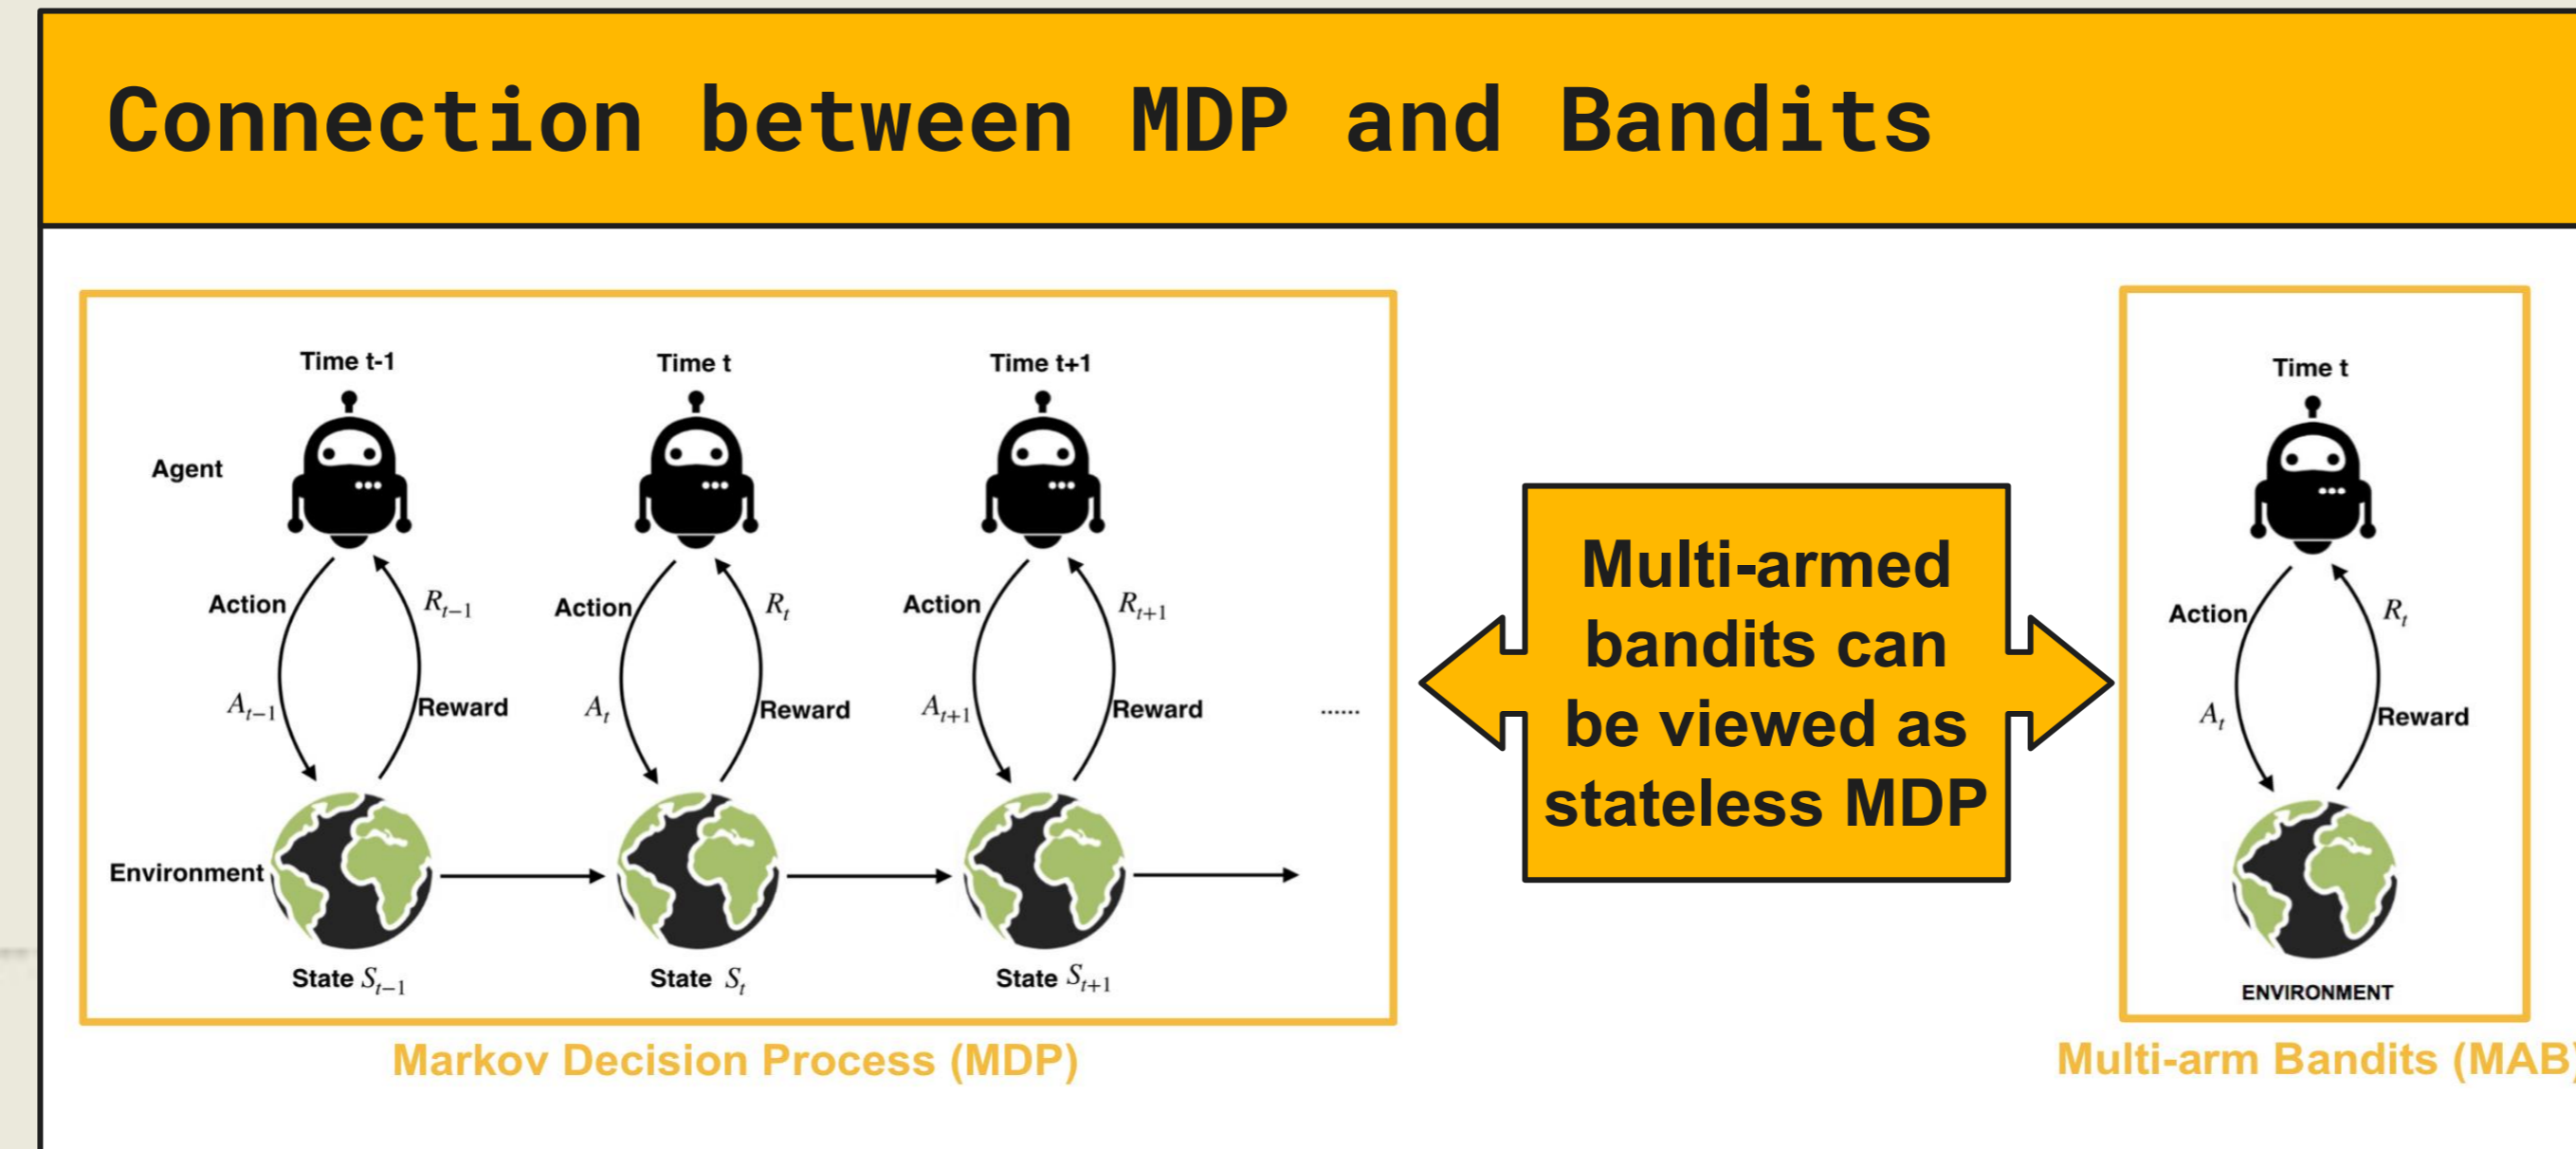 Connection between MDP and Bandits
Time t-1
Time t
Time t+1
Agent
Action
R_{t-1}
Action
R_t
Action
R_{t+1}
A_{t-1}
Reward
A_t
Reward
A_{t+1}
Reward
......
Environment
State S_{t-1}
State S_t
State S_{t+1}
Markov Decision Process (MDP)
Multi-armed
bandits can
be viewed as
stateless MDP
Time t
Action
R_t
A_t
Reward
ENVIRONMENT
Multi-arm Bandits (MAB)